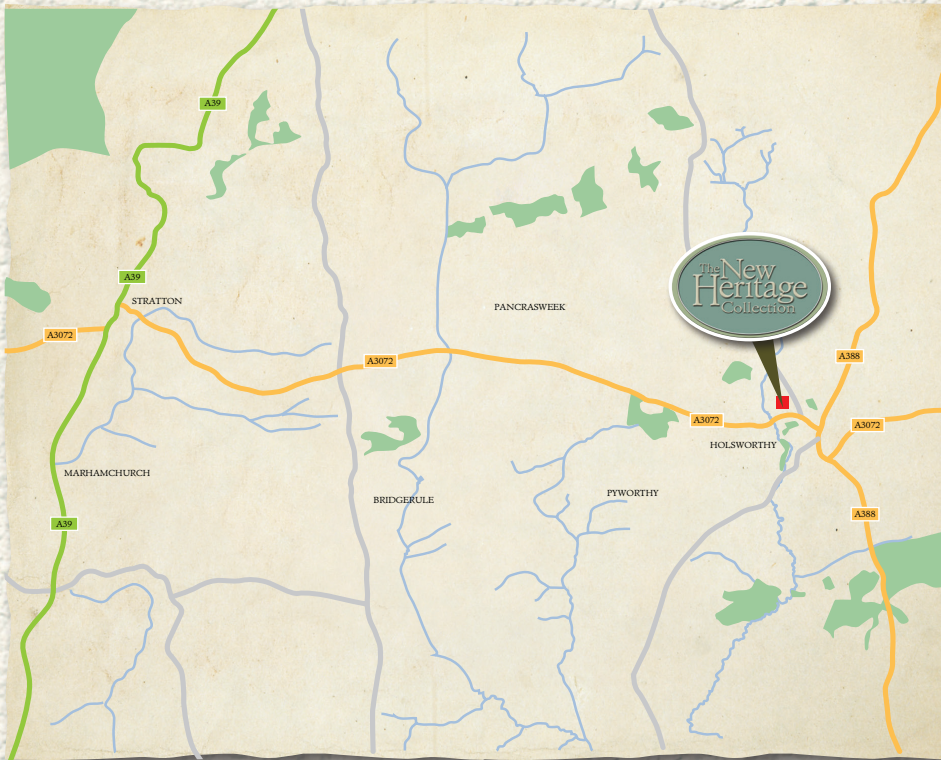 A39
The New
Heritage
Collection
A39
STRATTON
PANCRASWEEK
A3072
A3072
A388
A3072
A3072
HOLSWORTHY
MARHAMCHURCH
BRIDGERULE
PYWORTHY
A39
A388